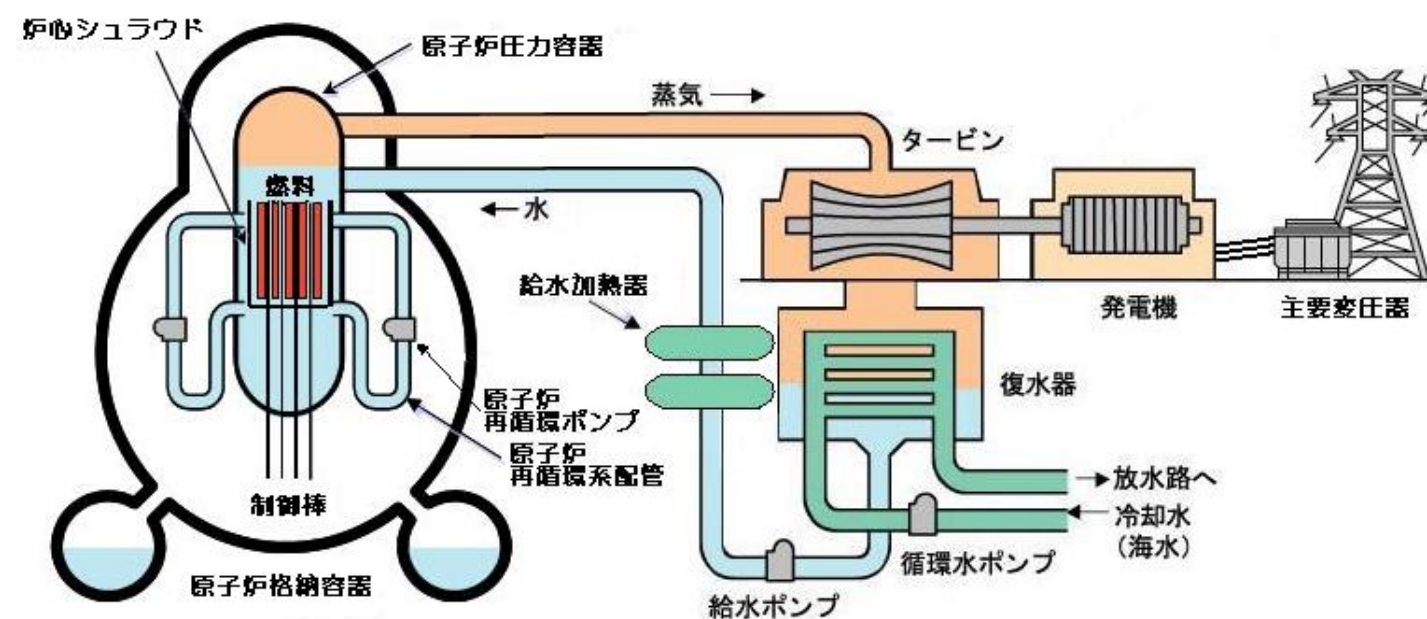 炉心シュラウド
原子炉圧力容器
蒸気
タービン
燃料
水
給水加熱器
発電機
主要変圧器
復水器
原子炉
再循環ポンプ
原子炉
再循環系配管
放水路へ
制御棒
冷却水
(海水)
循環水ポンプ
原子炉格納容器
給水ポンプ